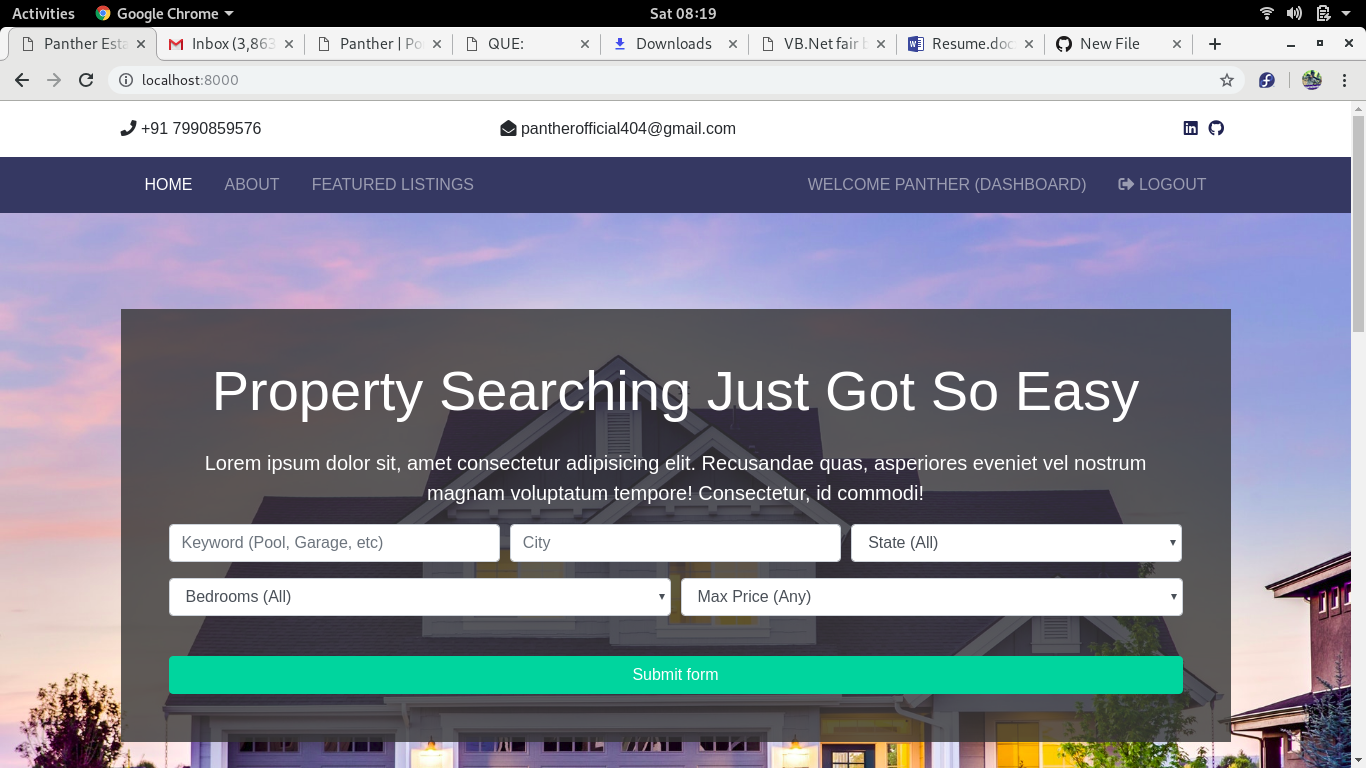 Activities Google Chrome Sat 08:19
Panther Esta Inbox (3,863 Panther | Po QUE: Downloads VB.Net fair b Resume.doc New File
localhost:8000
+91 7990859576 pantherofficial404@gmail.com
HOME ABOUT FEATURED LISTINGS WELCOME PANTHER (DASHBOARD) LOGOUT
Property Searching Just Got So Easy
Lorem ipsum dolor sit, amet consectetur adipisicing elit. Recusandae quas, asperiores eveniet vel nostrum
magnam voluptatum tempore! Consectetur, id commodi!
Keyword (Pool, Garage, etc) City State (All)
Bedrooms (All) Max Price (Any)
Submit form